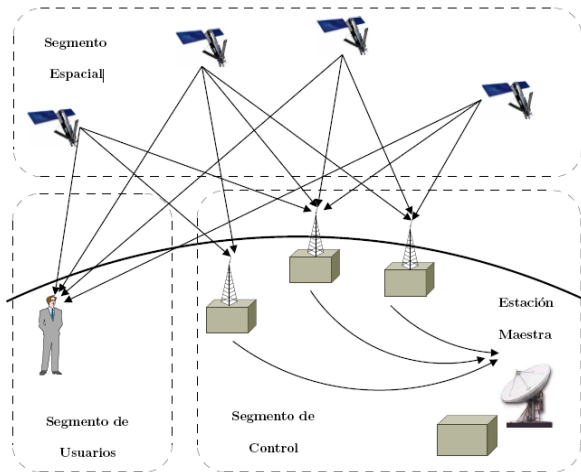 Segmento
Espacial
Estación
Maestra
Segmento de
Usuarios
Segmento de
Control